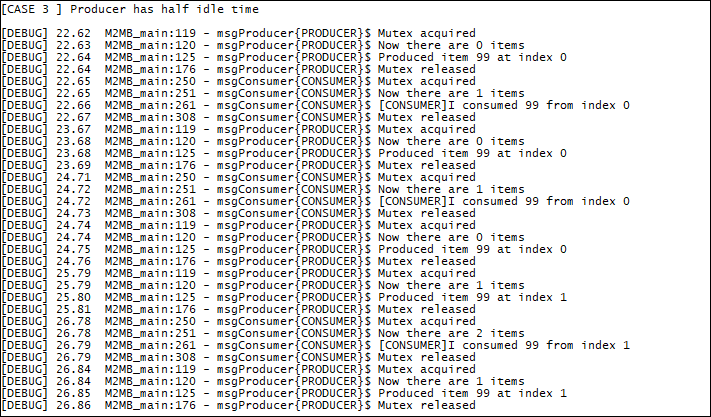 [CASE 3 ] Producer has half idle time
[DEBUG] 22.62  M2MB_main:119 - msgProducer{PRODUCER}$ Mutex acquired
[DEBUG] 22.63  M2MB_main:120 - msgProducer{PRODUCER}$ Now there are 0 items
[DEBUG] 22.64  M2MB_main:125 - msgProducer{PRODUCER}$ Produced item 99 at index 0
[DEBUG] 22.64  M2MB_main:176 - msgProducer{PRODUCER}$ Mutex released
[DEBUG] 22.65  M2MB_main:250 - msgConsumer{CONSUMER}$ Mutex acquired
[DEBUG] 22.65  M2MB_main:251 - msgConsumer{CONSUMER}$ Now there are 1 items
[DEBUG] 22.66  M2MB_main:261 - msgConsumer{CONSUMER}$ [CONSUMER]I consumed 99 from index 0
[DEBUG] 22.67  M2MB_main:308 - msgConsumer{CONSUMER}$ Mutex released
[DEBUG] 23.67  M2MB_main:119 - msgProducer{PRODUCER}$ Mutex acquired
[DEBUG] 23.68  M2MB_main:120 - msgProducer{PRODUCER}$ Now there are 0 items
[DEBUG] 23.68  M2MB_main:125 - msgProducer{PRODUCER}$ Produced item 99 at index 0
[DEBUG] 23.69  M2MB_main:176 - msgProducer{PRODUCER}$ Mutex released
[DEBUG] 24.71  M2MB_main:250 - msgConsumer{CONSUMER}$ Mutex acquired
[DEBUG] 24.72  M2MB_main:251 - msgConsumer{CONSUMER}$ Now there are 1 items
[DEBUG] 24.72  M2MB_main:261 - msgConsumer{CONSUMER}$ [CONSUMER]I consumed 99 from index 0
[DEBUG] 24.73  M2MB_main:308 - msgConsumer{CONSUMER}$ Mutex released
[DEBUG] 24.74  M2MB_main:119 - msgProducer{PRODUCER}$ Mutex acquired
[DEBUG] 24.74  M2MB_main:120 - msgProducer{PRODUCER}$ Now there are 0 items
[DEBUG] 24.75  M2MB_main:125 - msgProducer{PRODUCER}$ Produced item 99 at index 0
[DEBUG] 24.76  M2MB_main:176 - msgProducer{PRODUCER}$ Mutex released
[DEBUG] 25.79  M2MB_main:119 - msgProducer{PRODUCER}$ Mutex acquired
[DEBUG] 25.79  M2MB_main:120 - msgProducer{PRODUCER}$ Now there are 1 items
[DEBUG] 25.80  M2MB_main:125 - msgProducer{PRODUCER}$ Produced item 99 at index 1
[DEBUG] 25.81  M2MB_main:176 - msgProducer{PRODUCER}$ Mutex released
[DEBUG] 26.78  M2MB_main:250 - msgConsumer{CONSUMER}$ Mutex acquired
[DEBUG] 26.78  M2MB_main:251 - msgConsumer{CONSUMER}$ Now there are 2 items
[DEBUG] 26.79  M2MB_main:261 - msgConsumer{CONSUMER}$ [CONSUMER]I consumed 99 from index 1
[DEBUG] 26.79  M2MB_main:308 - msgConsumer{CONSUMER}$ Mutex released
[DEBUG] 26.84  M2MB_main:119 - msgProducer{PRODUCER}$ Mutex acquired
[DEBUG] 26.84  M2MB_main:120 - msgProducer{PRODUCER}$ Now there are 1 items
[DEBUG] 26.85  M2MB_main:125 - msgProducer{PRODUCER}$ Produced item 99 at index 1
[DEBUG] 26.86  M2MB_main:176 - msgProducer{PRODUCER}$ Mutex released